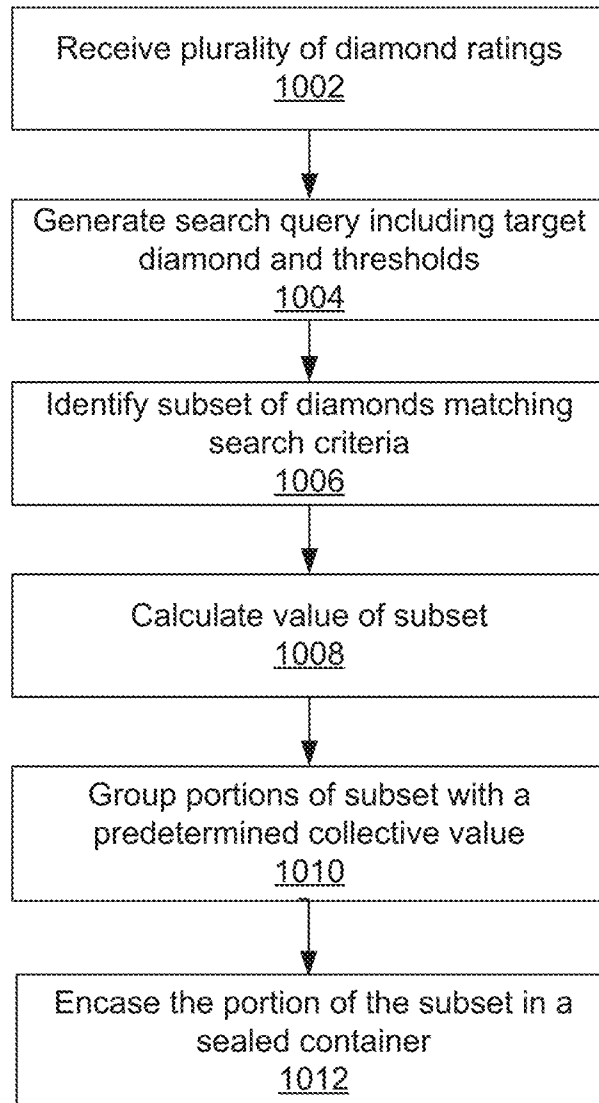 Receive plurality of diamond ratings
1002
Generate search query including target
diamond and thresholds
1004
Identify subset of diamonds matching
search criteria
1006
Calculate value of subset
1008
Group portions of subset with a
predetermined collective value
1010
Encase the portion of the subset in a
sealed container
1012